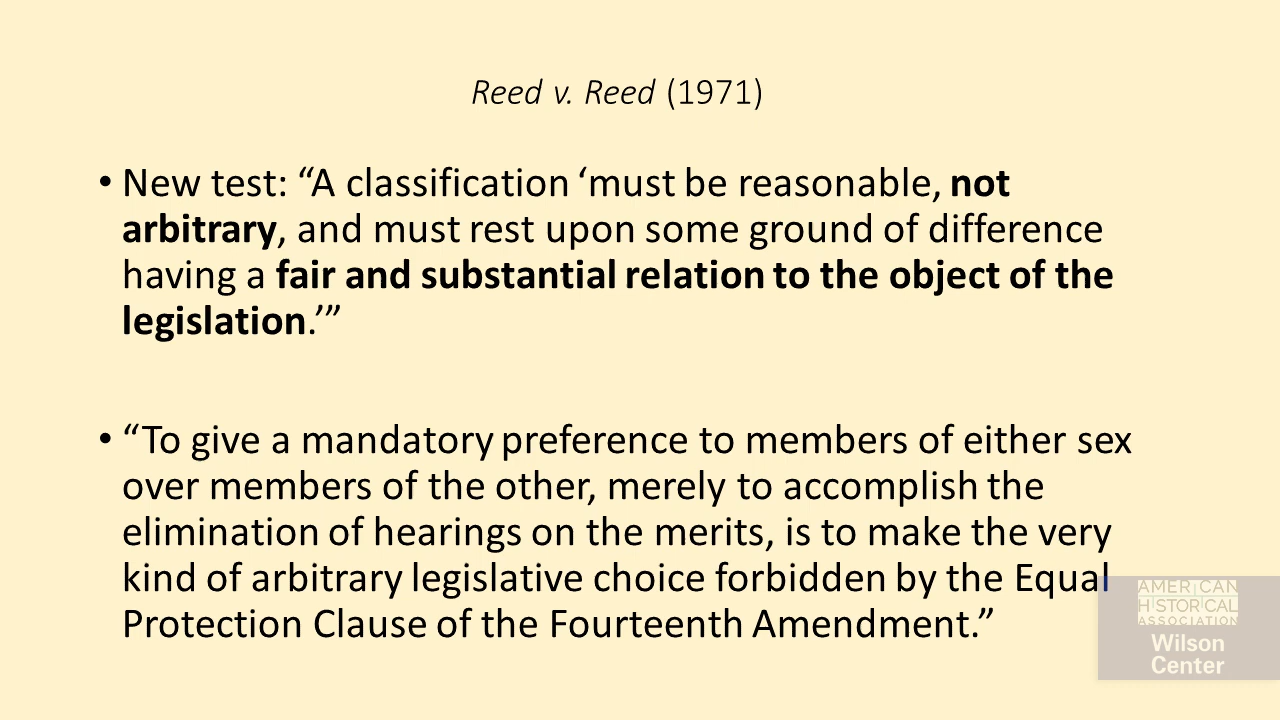 Reed v. Reed (1971)
• New test: “A classification ‘must be reasonable, not
arbitrary, and must rest upon some ground of difference
having a fair and substantial relation to the object of the
legislation.’”
• “To give a mandatory preference to members of either sex
over members of the other, merely to accomplish the
elimination of hearings on the merits, is to make the very
kind of arbitrary legislative choice forbidden by the Equal
Protection Clause of the Fourteenth Amendment.”
AMERICAN
HISTORICAL
ASSOCIATION
Wilson
Center